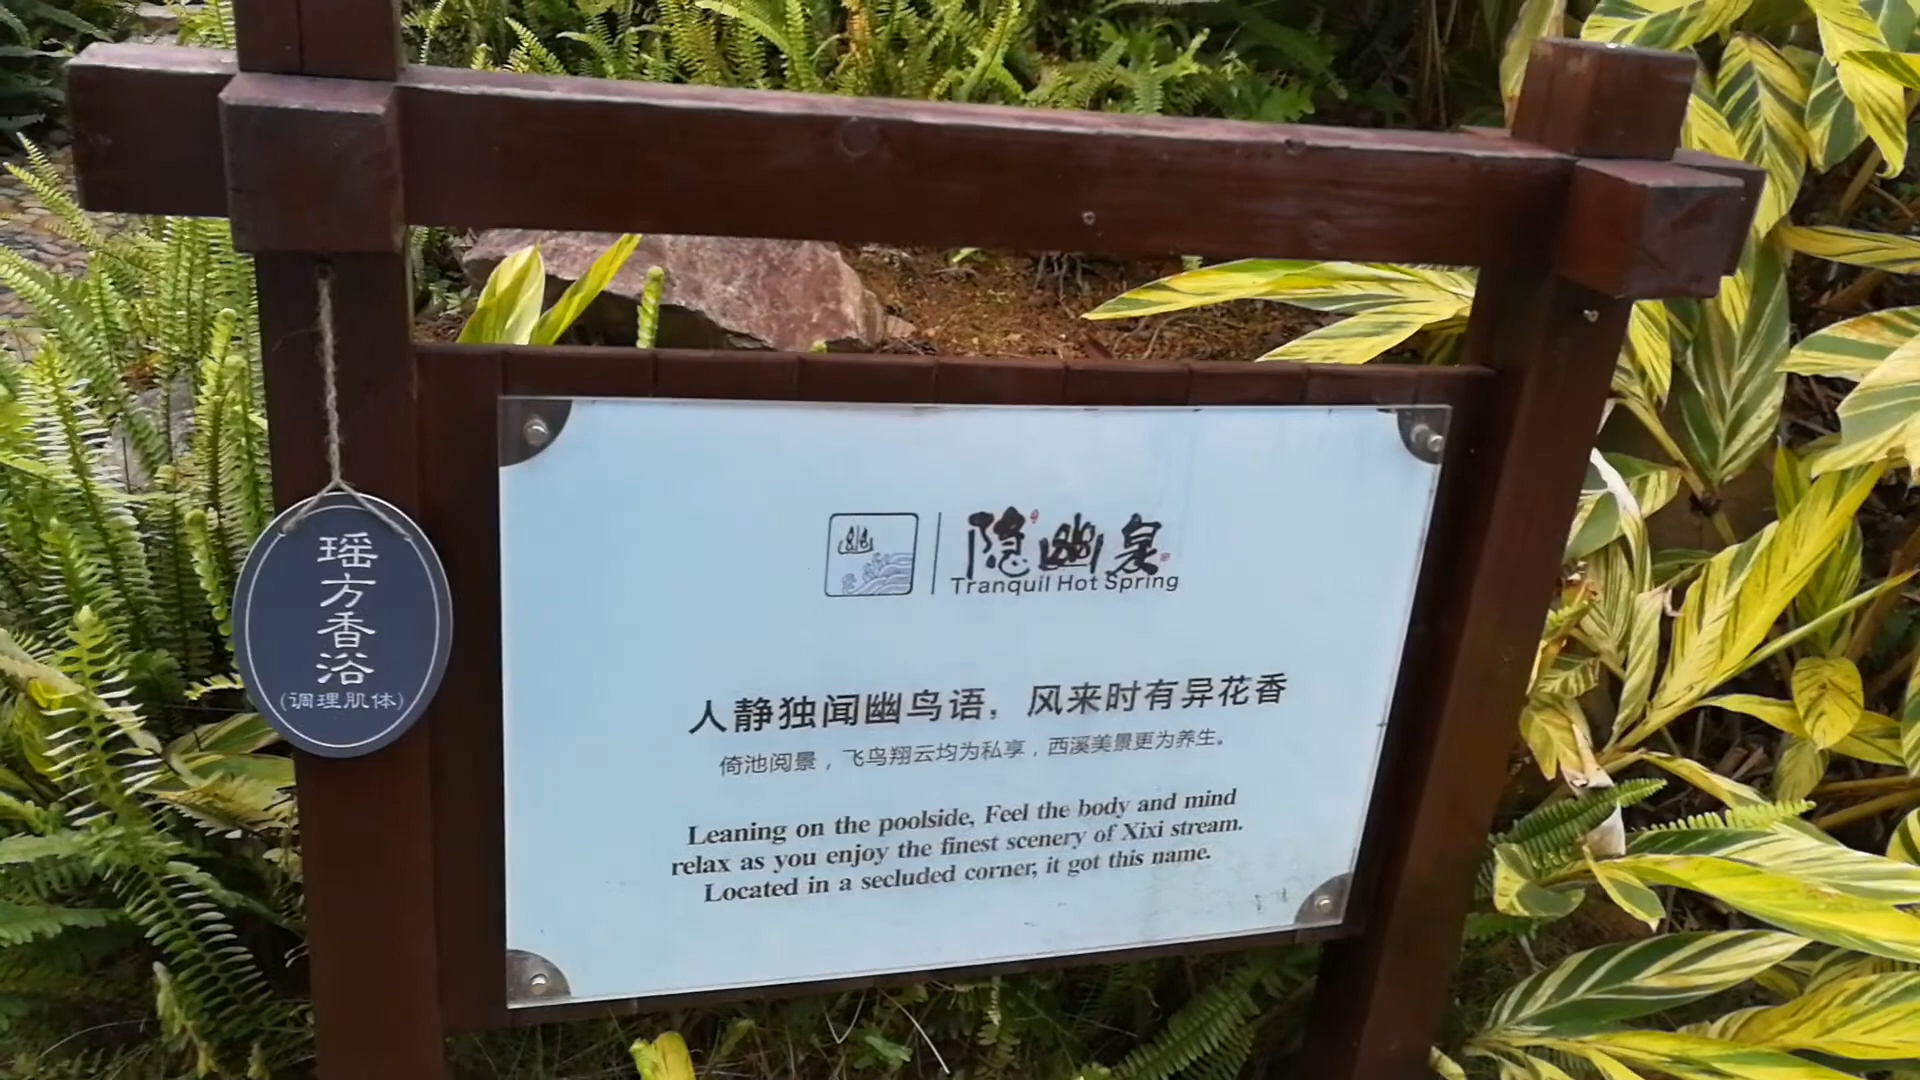 瑶方香浴
(调理肌体)
隐幽泉
Tranquil Hot Spring
人静独闻幽鸟语，风来时有异花香
倚池阅景，飞鸟翔云均为私享，西溪美景更为养生。
Leaning on the poolside, Feel the body and mind
relax as you enjoy the finest scenery of Xixi stream.
Located in a secluded corner, it got this name.